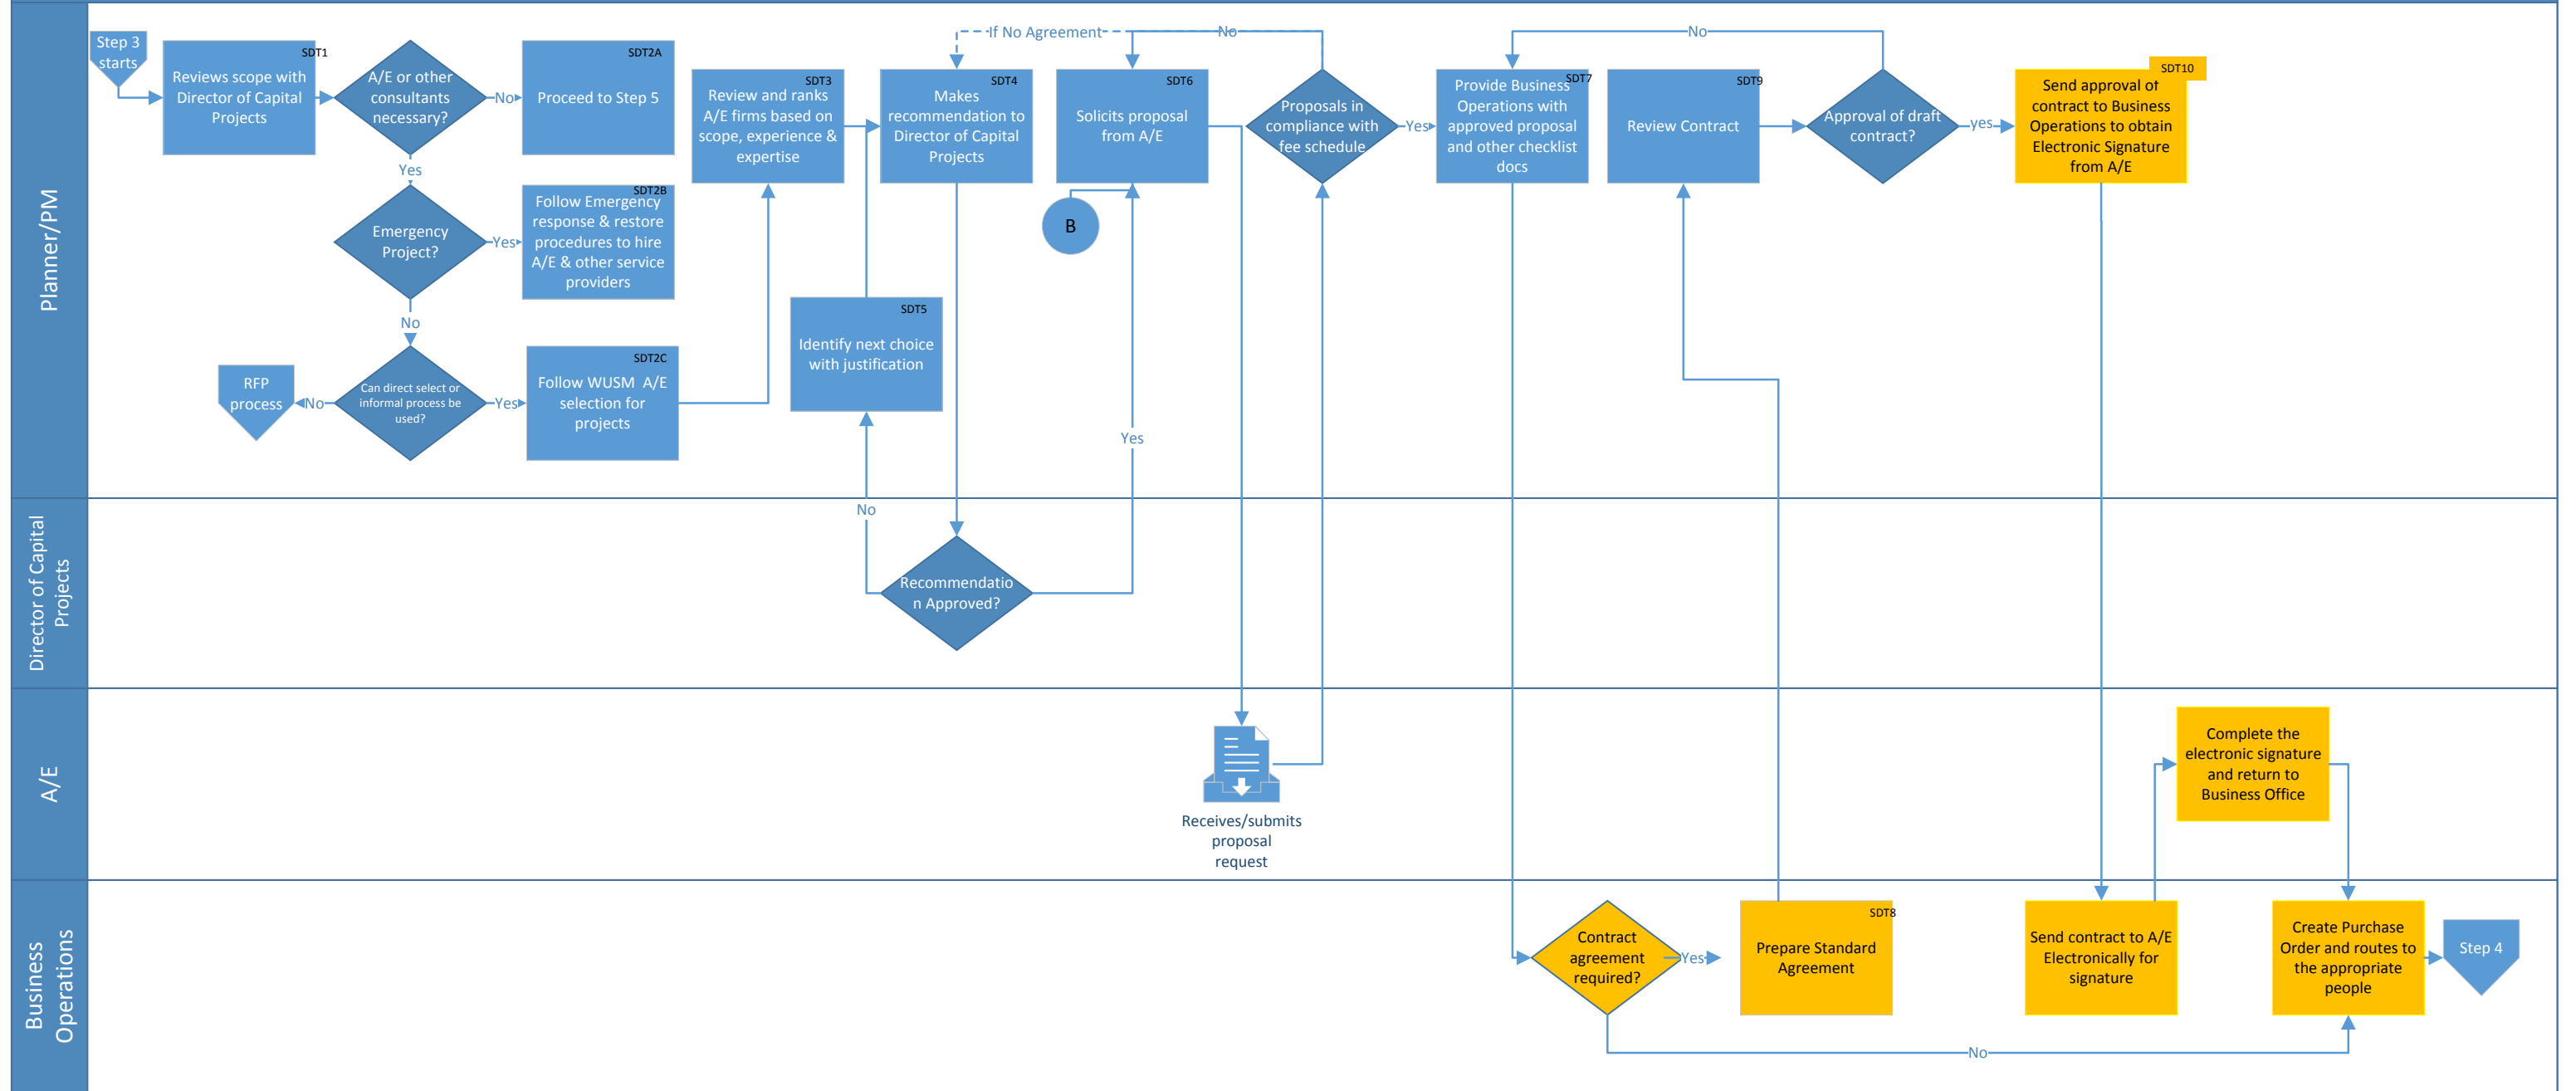 Planner/PM
Step 3
starts
SDT1
Reviews scope with
Director of Capital
Projects
A/E or other
consultants
necessary?
No
SDT2A
Proceed to Step 5
Yes
Emergency
Project?
Yes
SDT2B
Follow Emergency
response & restore
procedures to hire
A/E & other service
providers
No
Can direct select or
informal process be
used?
No
RFP
process
Yes
SDT2C
Follow WUSM A/E
selection for
projects
SDT3
Review and ranks
A/E firms based on
scope, experience &
expertise
If No Agreement
SDT4
Makes
recommendation to
Director of Capital
Projects
SDT5
Identify next choice
with justification
No
SDT6
Solicits proposal
from A/E
B
Yes
No
Proposals in
compliance with
fee schedule
Yes
SDT7
Provide Business
Operations with
approved proposal
and other checklist
docs
No
SDT9
Review Contract
Approval of draft
contract?
yes
SDT10
Send approval of
contract to Business
Operations to obtain
Electronic Signature
from A/E
Director of Capital
Projects
Recommendatio
n Approved?
A/E
Receives/submits
proposal
request
Complete the
electronic signature
and return to
Business Office
Business
Operations
Contract
agreement
required?
Yes
SDT8
Prepare Standard
Agreement
Send contract to A/E
Electronically for
signature
Create Purchase
Order and routes to
the appropriate
people
Step 4
No